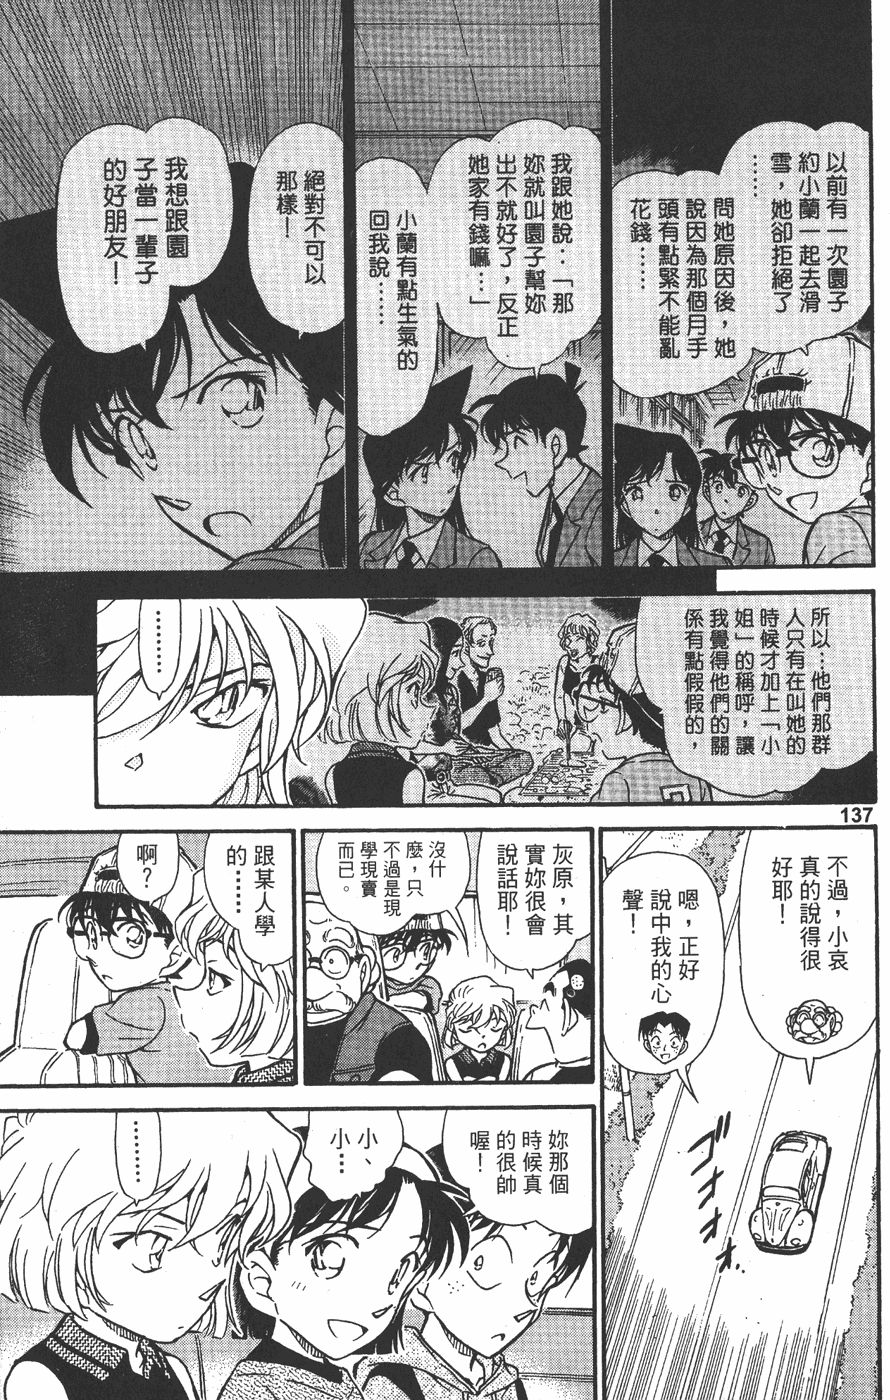 以前有一次園子
約小蘭一起去滑
雪，她卻拒絕了
……
問她原因後，她
說因為那個月手
頭有點緊不能亂
花錢……
我跟她說：「那
妳就叫園子幫妳
出不就好了，反正
她家有錢嘛…」
小蘭有點生氣的
回我說……
絕對不可以
那樣！
我想跟園
子當一輩子
的好朋友！
所以…他們那群
人只有在叫她的
時候才加上「小
姐」的稱呼，讓
我覺得他們的關
係有點假假的，
………
137
不過，小哀
真的說得很
好耶！
嗯，正好
說中我的心
聲！
ブロロ…
灰原，其
實妳很會
說話耶！
沒什
麼，只
不過是現
學現賣
而已。
跟某人學
的……
啊？
妳那個
時候真
的很帥
喔！
小、
小…
……